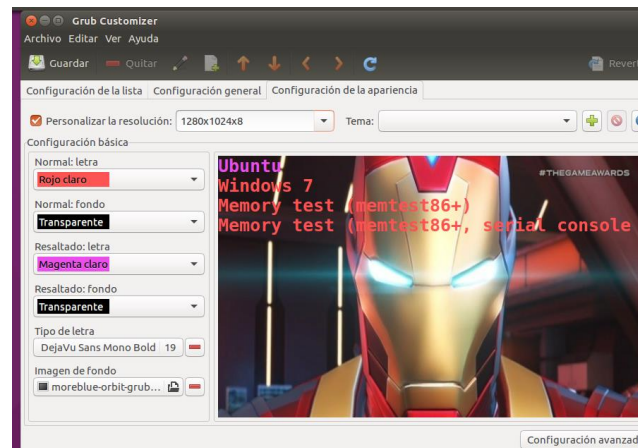 Grub Customizer
Archivo Editar Ver Ayuda
Guardar Quitar
Configuración de la lista Configuración general Configuración de la apariencia
Personalizar la resolución: 1280x1024x8 Tema:
Configuración básica
Normal: letra
Rojo claro
Normal: fondo
Transparente
Resaltado: letra
Magenta claro
Resaltado: fondo
Transparente
Tipo de letra
DejaVu Sans Mono Bold 19
Imagen de fondo
moreblue-orbit-grub...
Ubuntu
Windows 7
Memory test (memtest86+)
Memory test (memtest86+, serial console
#THEGAMEAWARDS